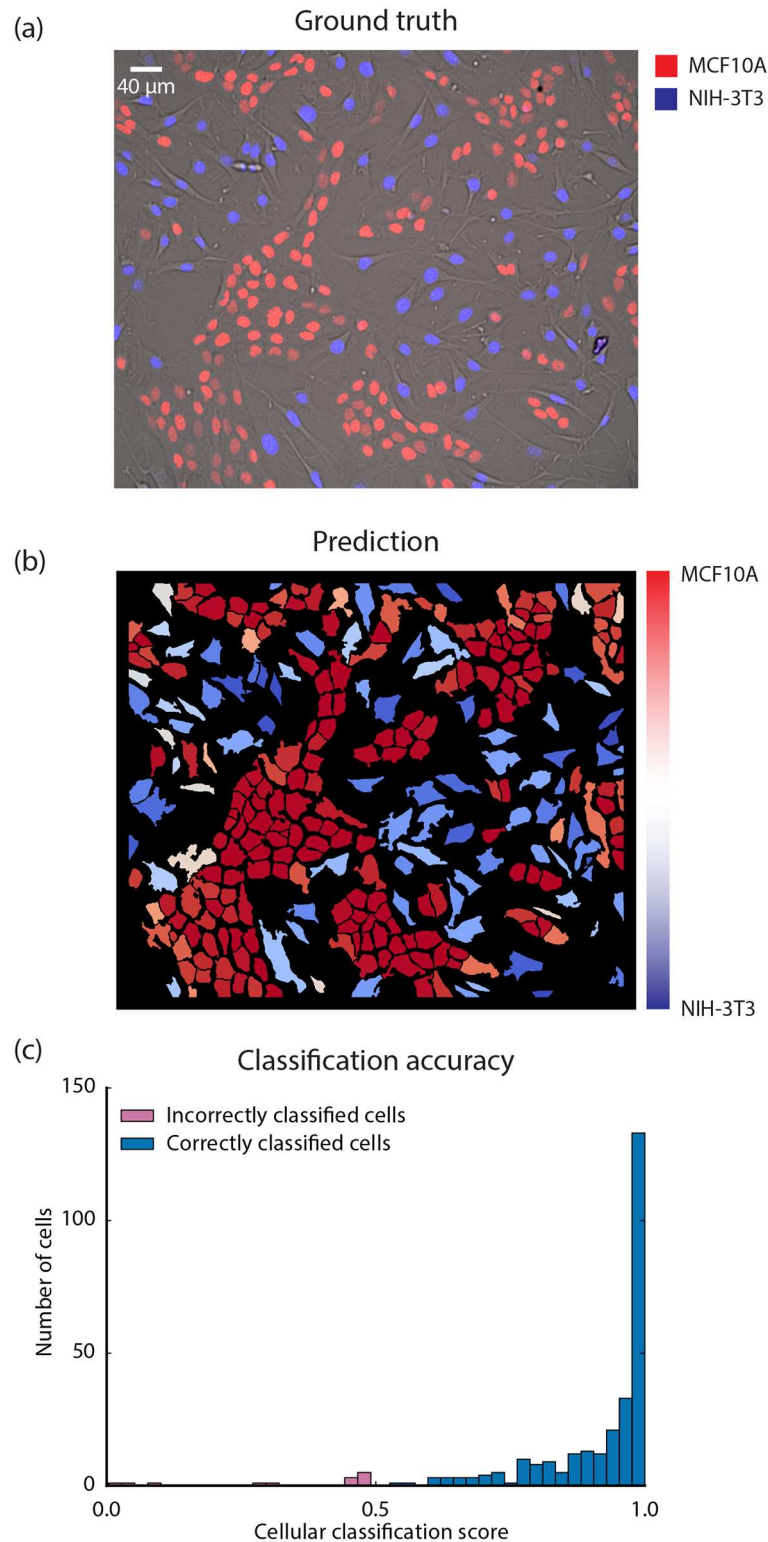 (a)
Ground truth
40 µm
MCF10A
NIH-3T3
(b)
Prediction
MCF10A
NIH-3T3
(c)
Classification accuracy
150
Incorrectly classified cells
Correctly classified cells
100
Number of cells
50
0
0.0
0.5
1.0
Cellular classification score